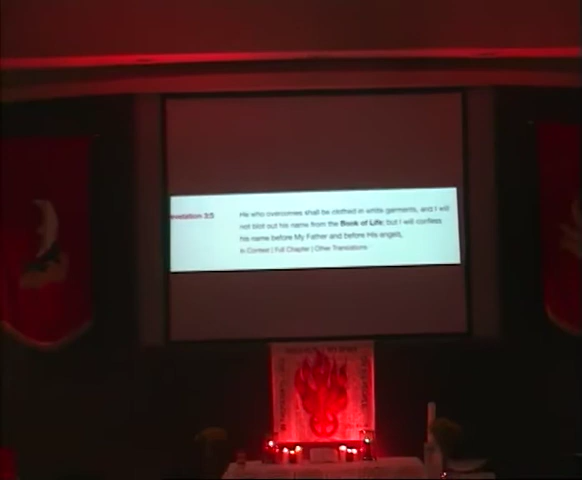 evelation 3:5
He who overcomes shall be clothed in white garments, and I will
not blot out his name from the Book of Life; but I will confess
his name before My Father and before His angels,
In Context | Full Chapter | Other Translations